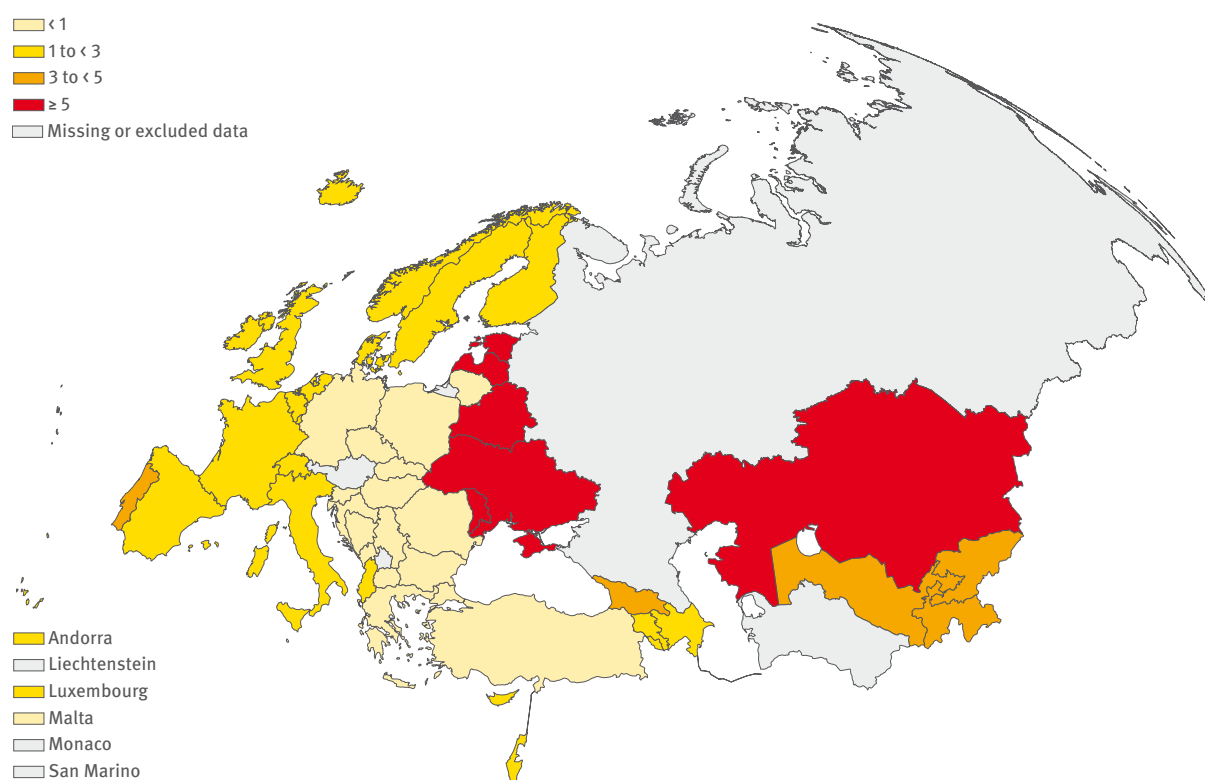 < 1
1 to < 3
3 to < 5
≥ 5
Missing or excluded data
Andorra
Liechtenstein
Luxembourg
Malta
Monaco
San Marino